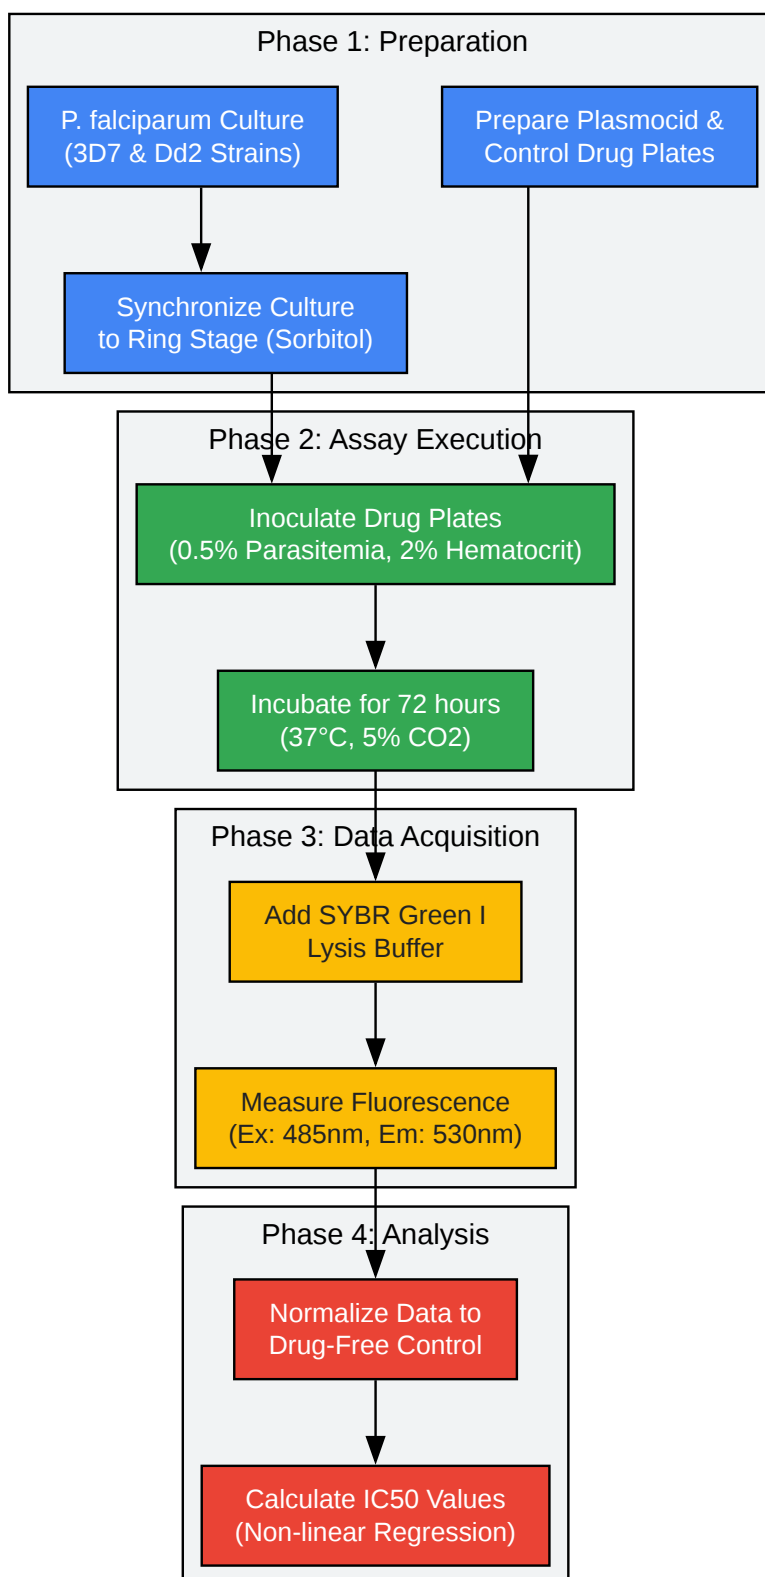 Phase 1: Preparation
P. falciparum Culture
(3D7 & Dd2 Strains)
Prepare Plasmocid &
Control Drug Plates
Synchronize Culture
to Ring Stage (Sorbitol)
Phase 2: Assay Execution
Inoculate Drug Plates
(0.5% Parasitemia, 2% Hematocrit)
Incubate for 72 hours
(37°C, 5% CO2)
Phase 3: Data Acquisition
Add SYBR Green I
Lysis Buffer
Measure Fluorescence
(Ex: 485nm, Em: 530nm)
Phase 4: Analysis
Normalize Data to
Drug-Free Control
Calculate IC50 Values
(Non-linear Regression)